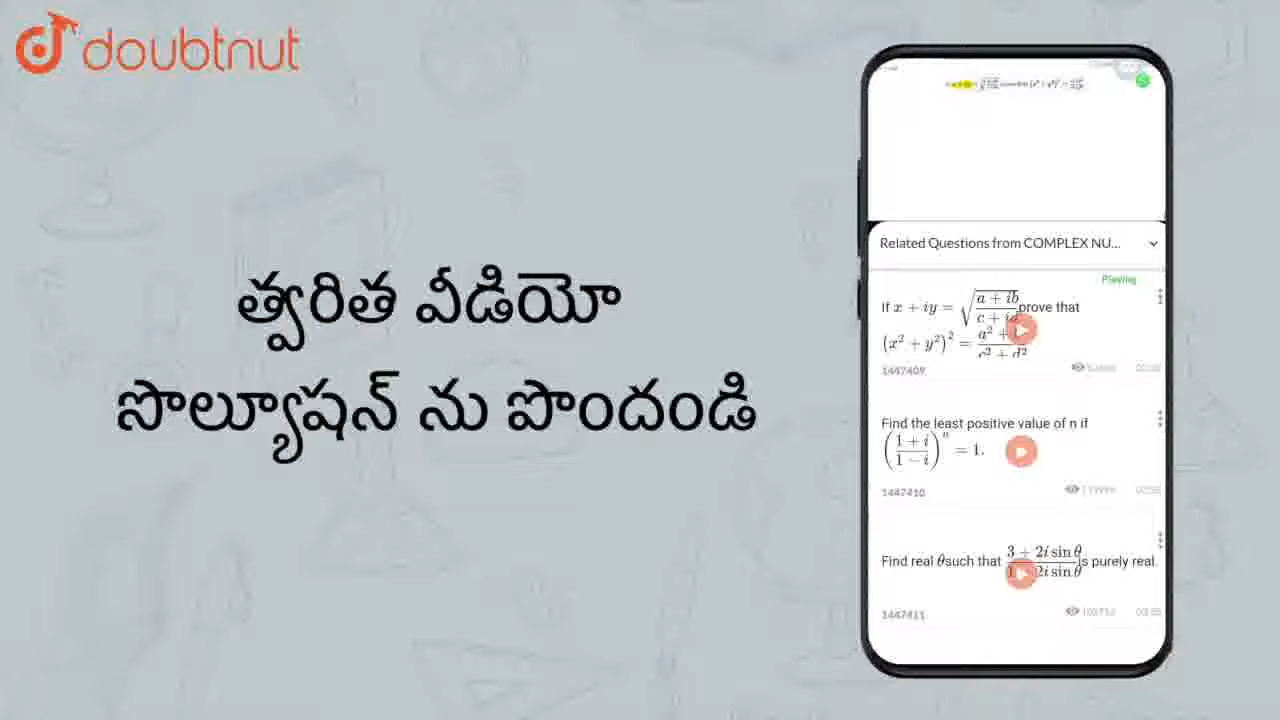 doubtnut
త్వరిత వీడియో
సొల్యూషన్ ను పొందండి
Related Questions from COMPLEX NU...
Playing
If x + iy = √((a + ib)/(c + id)) prove that
(x² + y²)² = (a² +)/(c² + d²)
1447409
Find the least positive value of n if
((1 + i)/(1 − i))ⁿ = 1.
1447410
Find real θsuch that (3 + 2i sin θ)/(1 2i sin θ) is purely real.
1447411